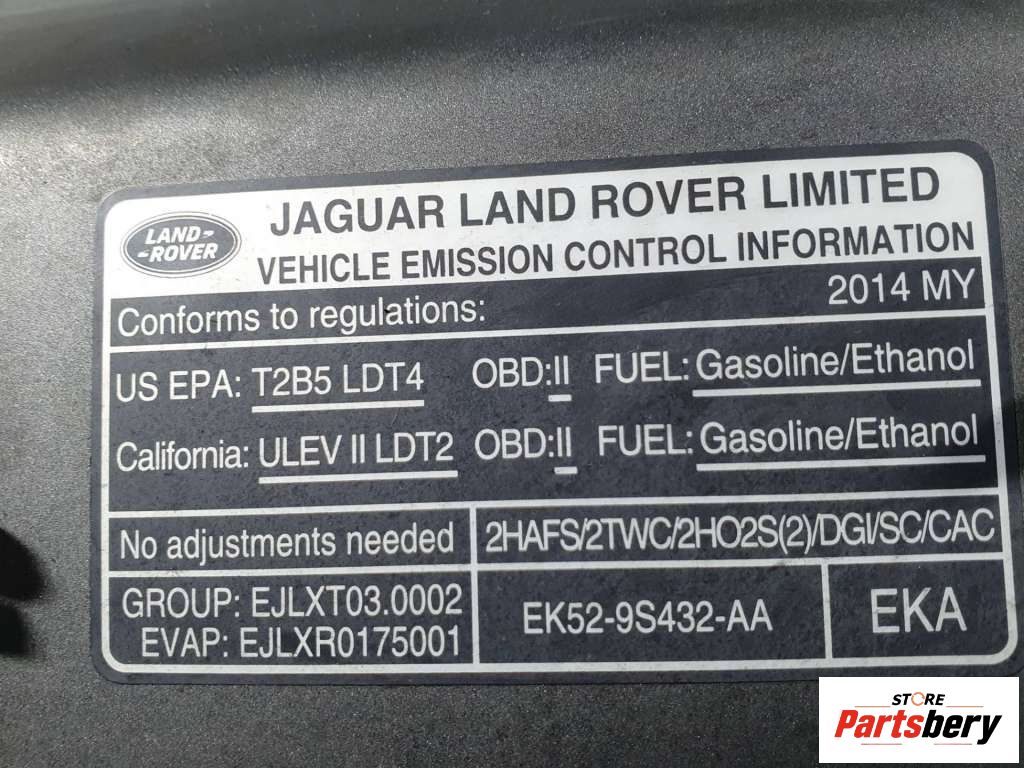 LAND-
-ROVER
JAGUAR LAND ROVER LIMITED
VEHICLE EMISSION CONTROL INFORMATION
Conforms to regulations: 2014 MY
US EPA: T2B5 LDT4 OBD:II FUEL: Gasoline/Ethanol
California: ULEV II LDT2 OBD:II FUEL: Gasoline/Ethanol
No adjustments needed 2HAFS/2TWC/2HO2S(2)/DGI/SC/CAC
GROUP: EJLXT03.0002
EVAP: EJLXR0175001
EK52-9S432-AA EKA
STORE
Partsbery